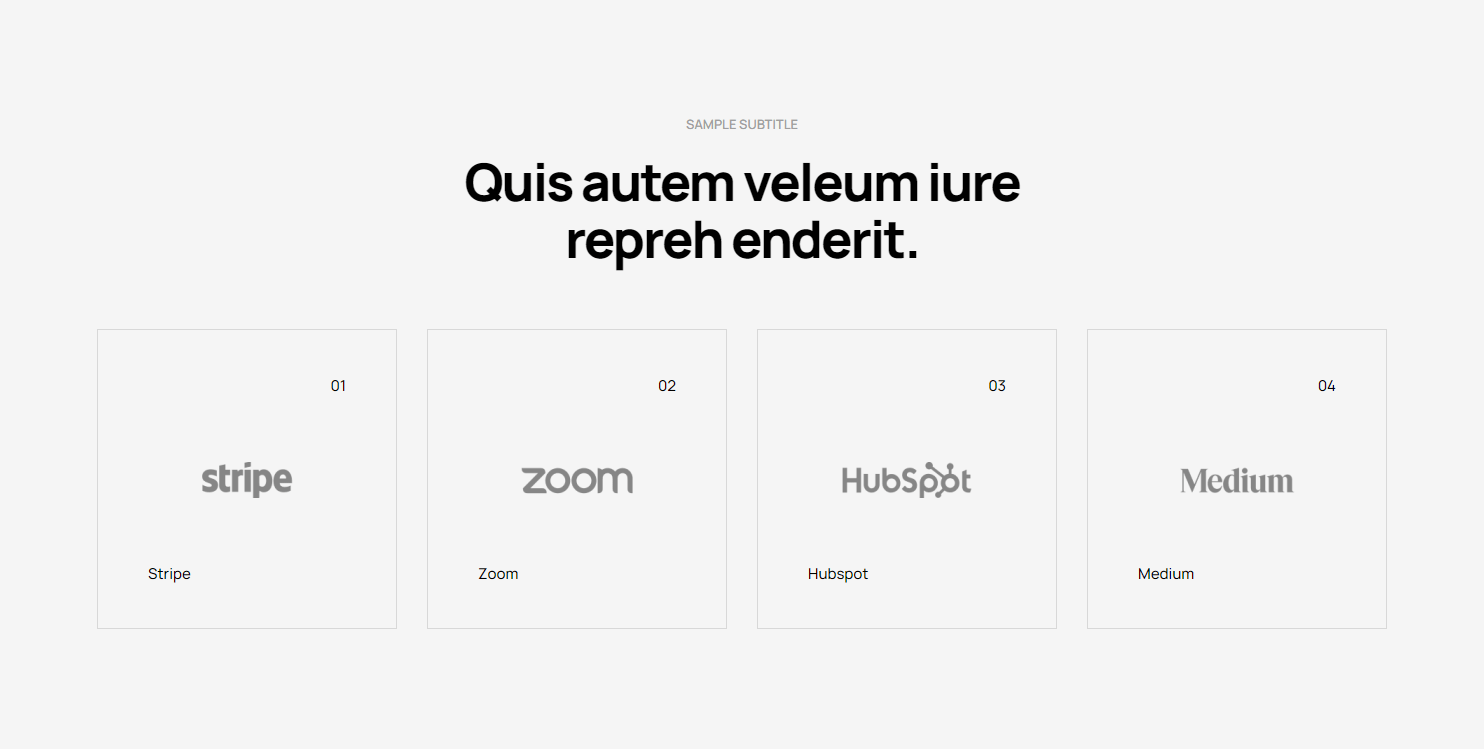 SAMPLE SUBTITLE
Quis autem veleum iure
repreh enderit.
01
stripe
Stripe
02
zoom
Zoom
03
HubSpot
Hubspot
04
Medium
Medium